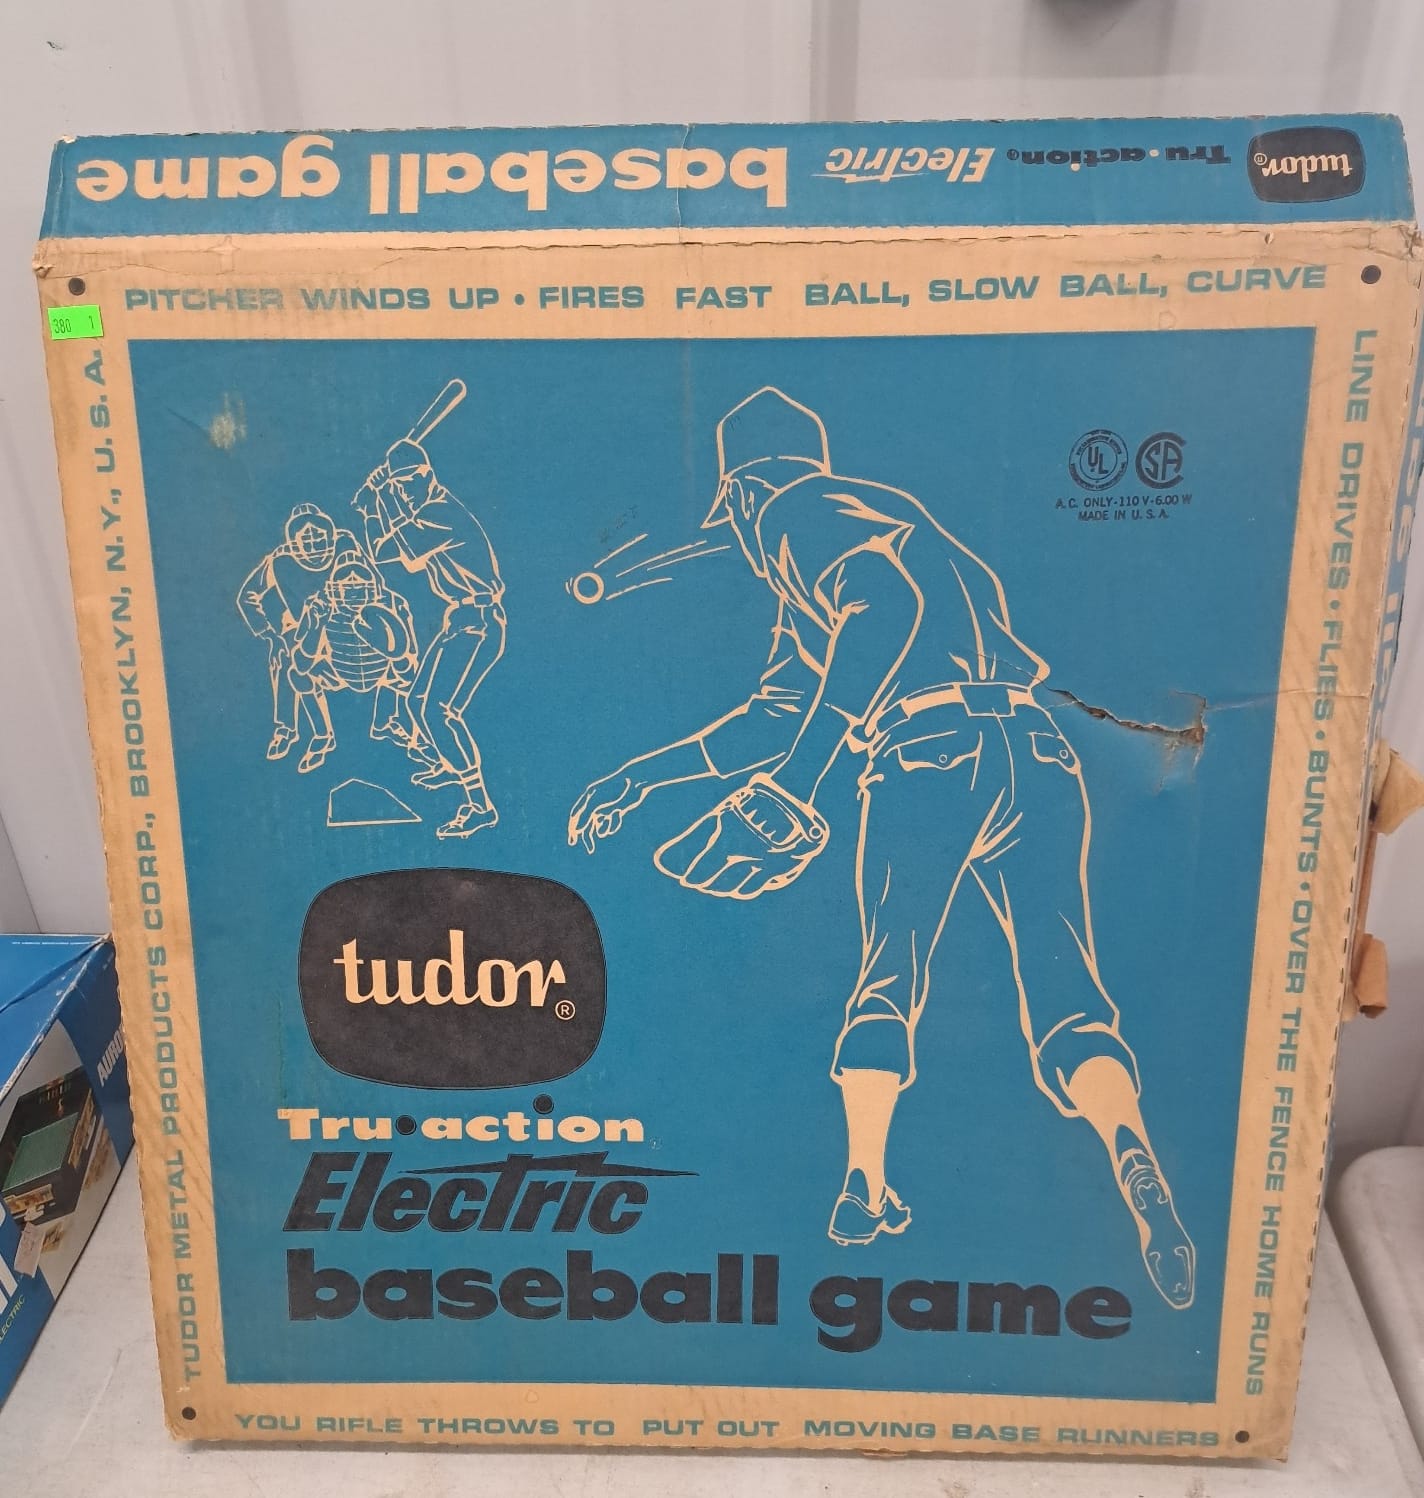 tudor®
Tru•action® Electric baseball game
PITCHER WINDS UP • FIRES FAST BALL, SLOW BALL, CURVE
380 1
LINE DRIVES • FLIES • BUNTS • OVER THE FENCE HOME RUNS
TUDOR METAL PRODUCTS CORP., BROOKLYN, N.Y., U.S.A.
UL
SA
A.C. ONLY-110 V-6.00 W
MADE IN U.S.A.
tudor®
Tru•action
Electric
baseball game
YOU RIFLE THROWS TO PUT OUT MOVING BASE RUNNERS